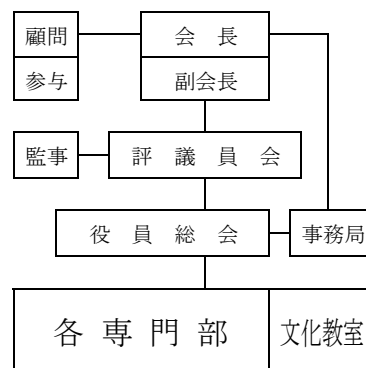 顧問
会　長
参与
副会長
監事
評　議　員　会
役　員　総　会
事務局
各　専　門　部
文化教室